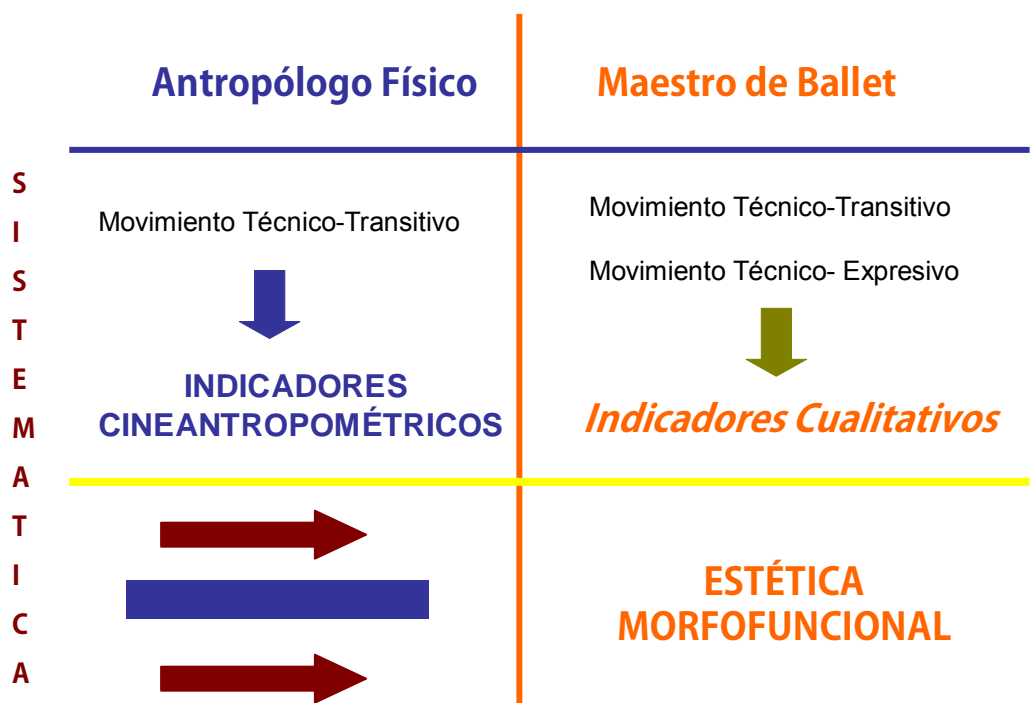 Antropólogo Físico
Maestro de Ballet
S
I
S
T
E
M
A
T
I
C
A
Movimiento Técnico-Transitivo
INDICADORES
CINEANTROPOMÉTRICOS
Movimiento Técnico-Transitivo
Movimiento Técnico- Expresivo
Indicadores Cualitativos
ESTÉTICA
MORFOFUNCIONAL